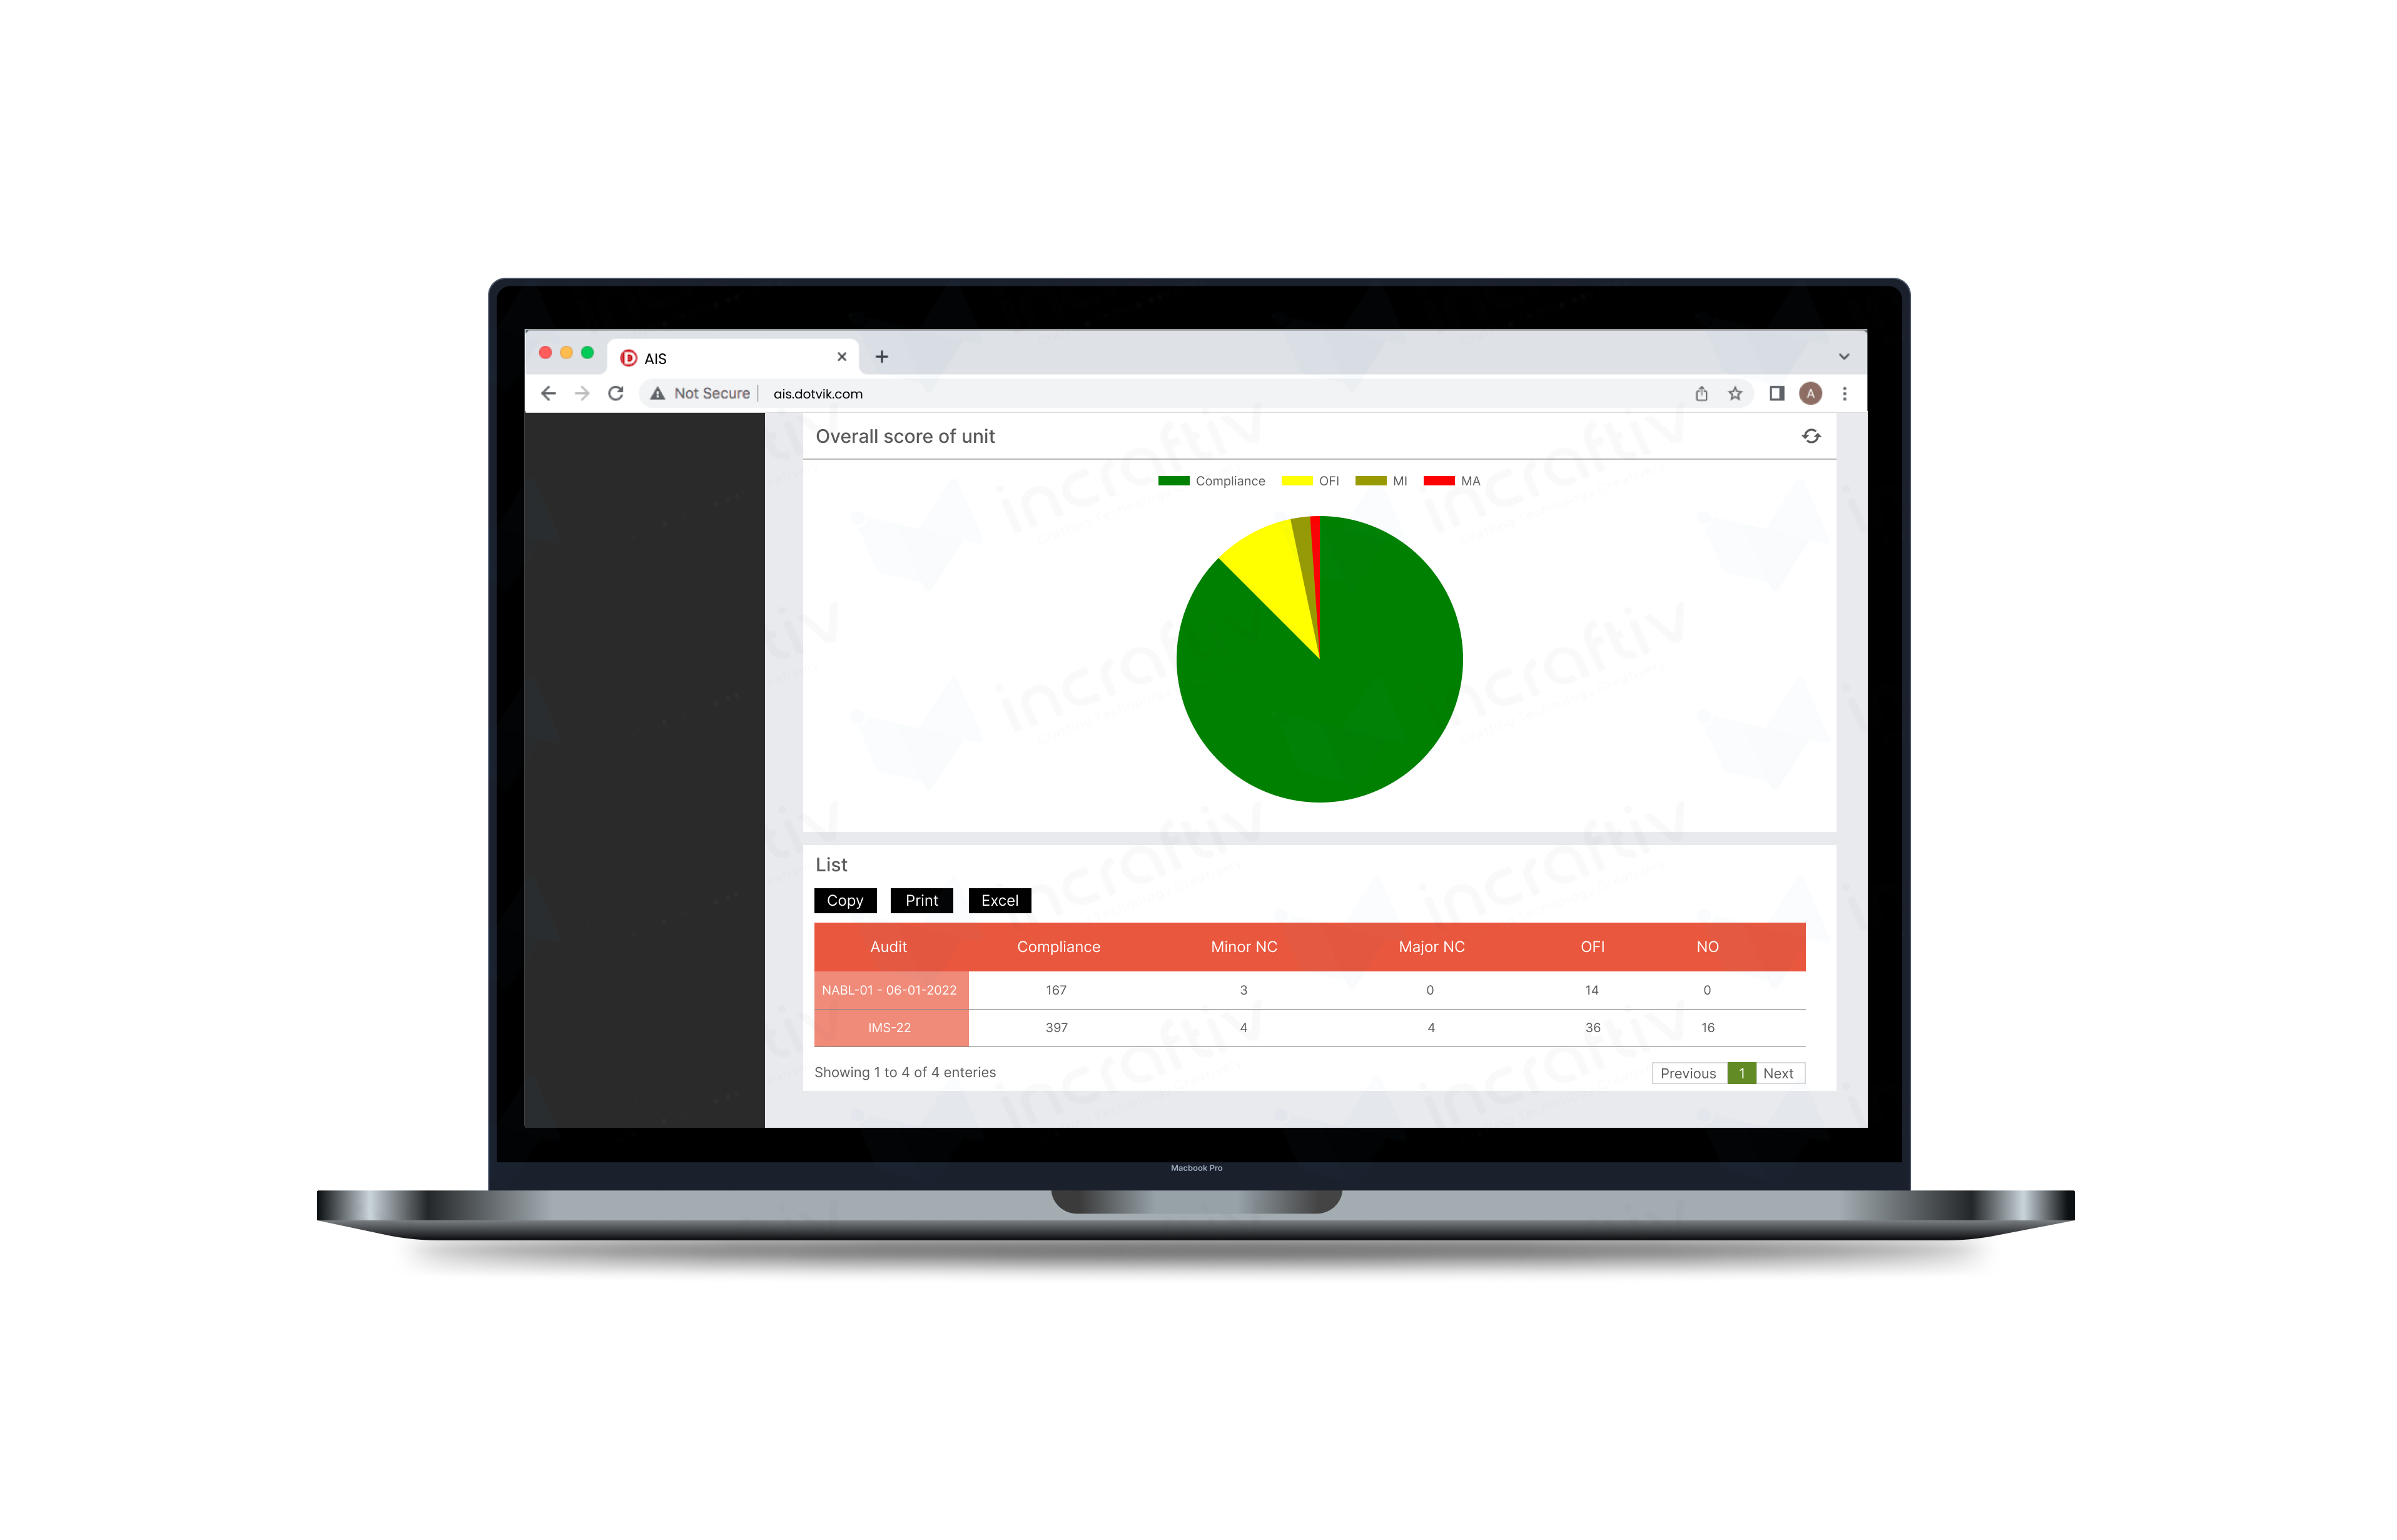 D AIS
Not Secure ais.dotvik.com A
Overall score of unit
Compliance OFI MI MA
List
Copy Print Excel
Audit Compliance Minor NC Major NC OFI NO
NABL-01 - 06-01-2022 167 3 0 14 0
IMS-22 397 4 4 36 16
Showing 1 to 4 of 4 enteries
Previous 1 Next
Macbook Pro
incraftiv